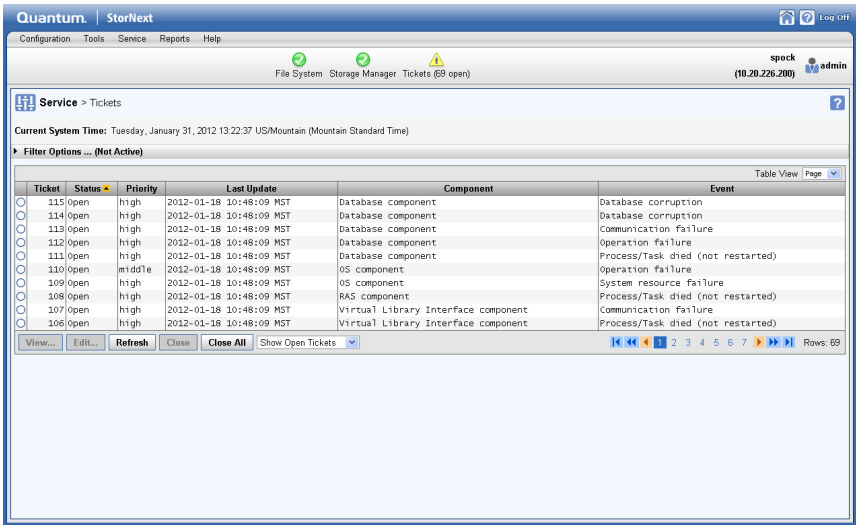 Quantum. StorNext Log Off
Configuration Tools Service Reports Help
File System Storage Manager Tickets (69 open)
spock
(10.20.226.200)
admin
Service > Tickets
Current System Time: Tuesday, January 31, 2012 13:22:37 US/Mountain (Mountain Standard Time)
Filter Options ... (Not Active)
Table View Page
Ticket Status Priority Last Update Component Event
115 Open high 2012-01-18 10:48:09 MST Database component Database corruption
114 Open high 2012-01-18 10:48:09 MST Database component Database corruption
113 Open high 2012-01-18 10:48:09 MST Database component Communication failure
112 Open high 2012-01-18 10:48:09 MST Database component Operation failure
111 Open high 2012-01-18 10:48:09 MST Database component Process/Task died (not restarted)
110 Open middle 2012-01-18 10:48:09 MST OS component Operation failure
109 Open high 2012-01-18 10:48:09 MST OS component System resource failure
108 Open high 2012-01-18 10:48:09 MST RAS component Process/Task died (not restarted)
107 Open high 2012-01-18 10:48:09 MST Virtual Library Interface component Communication failure
106 Open high 2012-01-18 10:48:09 MST Virtual Library Interface component Process/Task died (not restarted)
View... Edit... Refresh Close Close All Show Open Tickets 1 2 3 4 5 6 7 Rows: 69